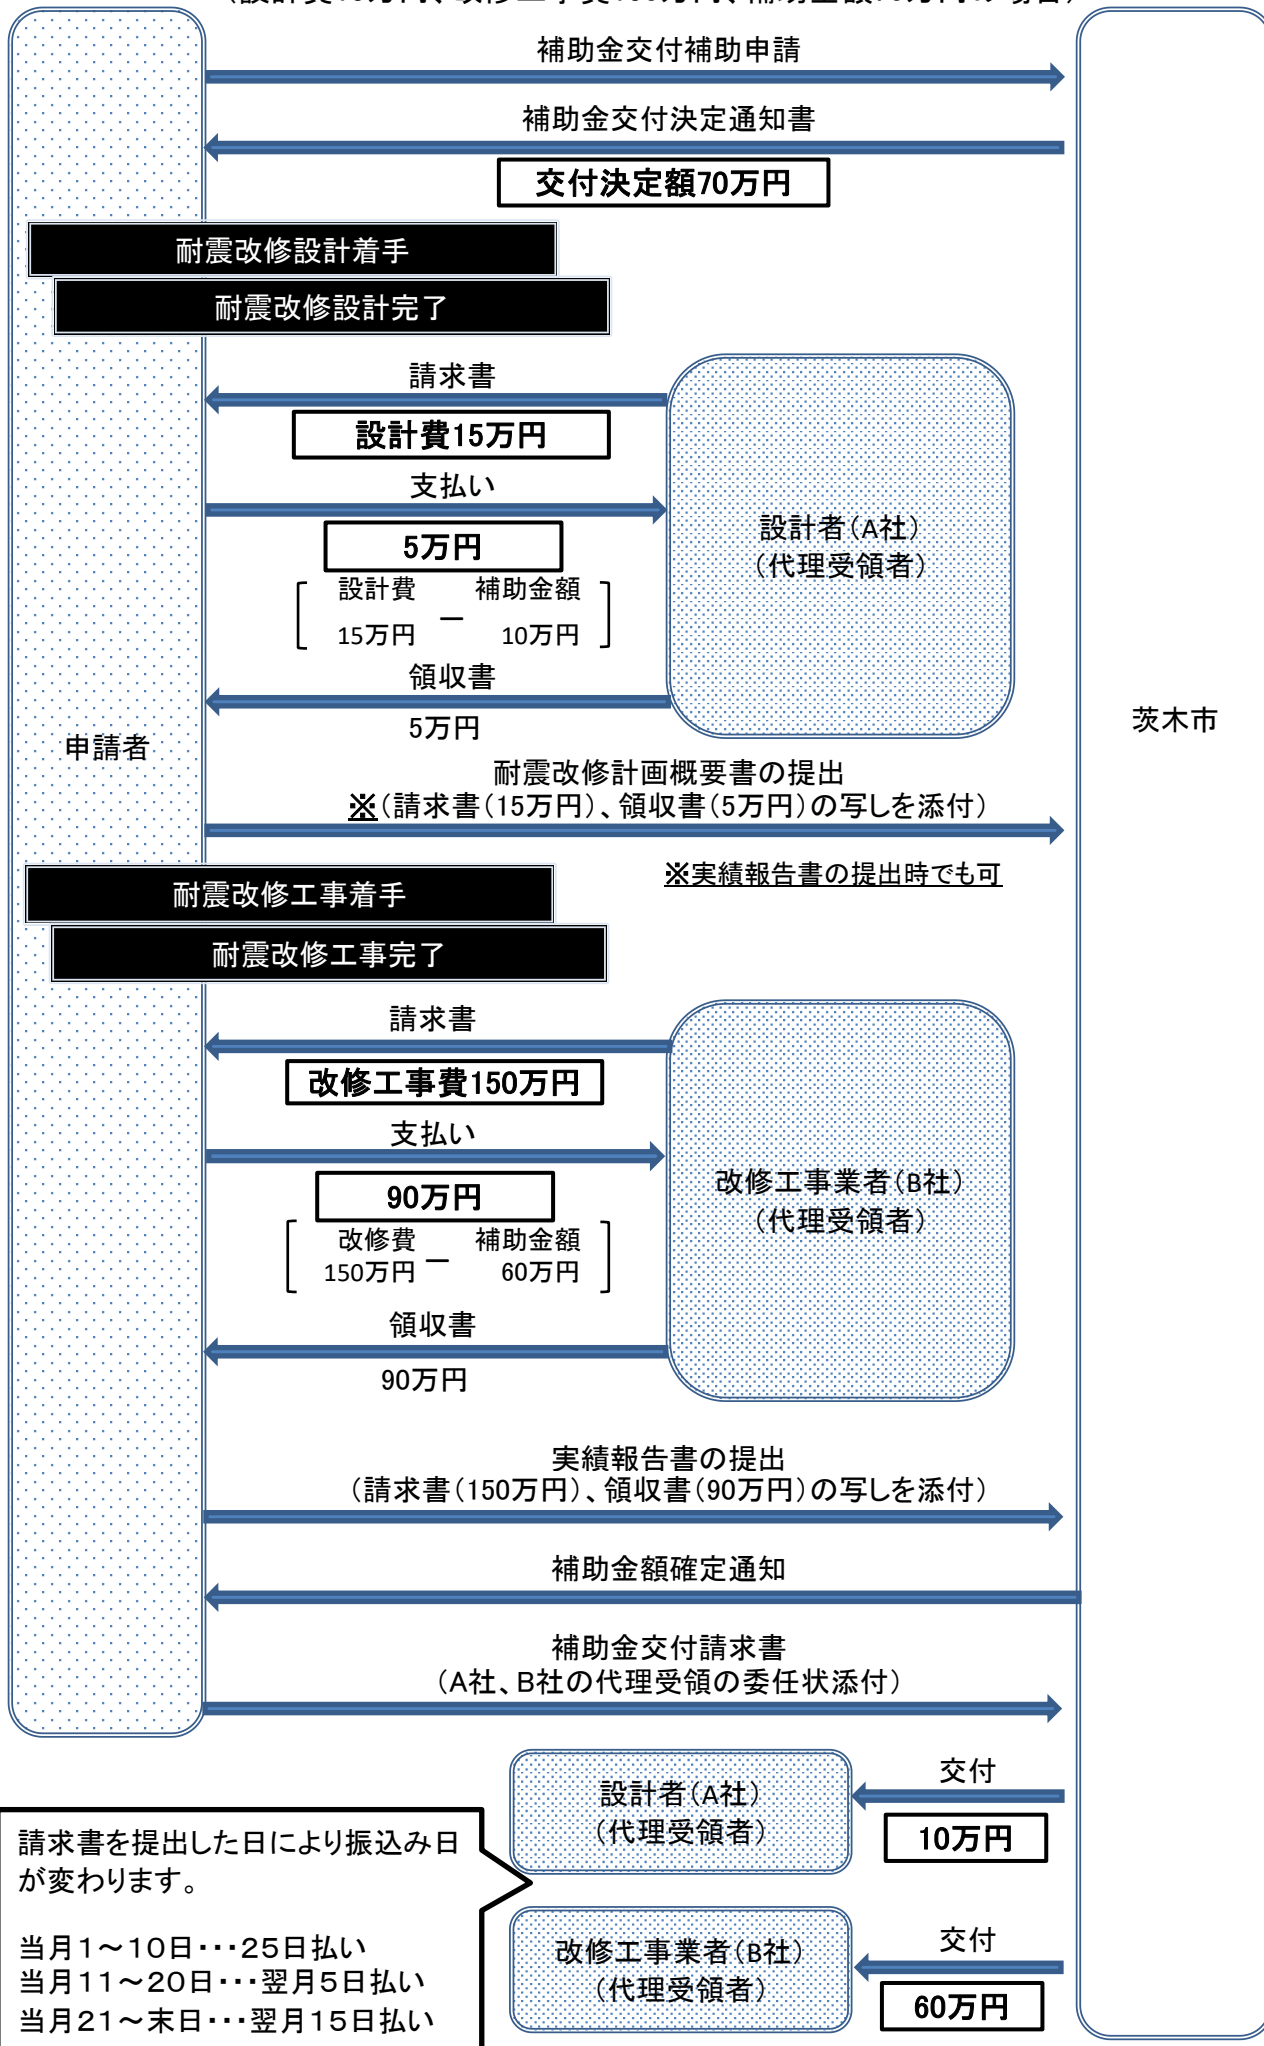 補助金交付補助申請
補助金交付決定通知書
交付決定額70万円
耐震改修設計着手
耐震改修設計完了
請求書
設計費15万円
支払い
5万円
設計費 補助金額
15万円 ー 10万円
設計者(A社)
(代理受領者)
領収書
5万円
申請者
茨木市
耐震改修計画概要書の提出
※(請求書(15万円)、領収書(5万円)の写しを添付)
※実績報告書の提出時でも可
耐震改修工事着手
耐震改修工事完了
請求書
改修工事費150万円
支払い
90万円
改修費 補助金額
150万円 ー 60万円
改修工事業者(B社)
(代理受領者)
領収書
90万円
実績報告書の提出
(請求書(150万円)、領収書(90万円)の写しを添付)
補助金額確定通知
補助金交付請求書
(A社、B社の代理受領の委任状添付)
設計者(A社)
(代理受領者)
交付
10万円
請求書を提出した日により振込み日
が変わります。
当月1~10日・・・25日払い
当月11~20日・・・翌月5日払い
当月21~末日・・・翌月15日払い
改修工事業者(B社)
(代理受領者)
交付
60万円